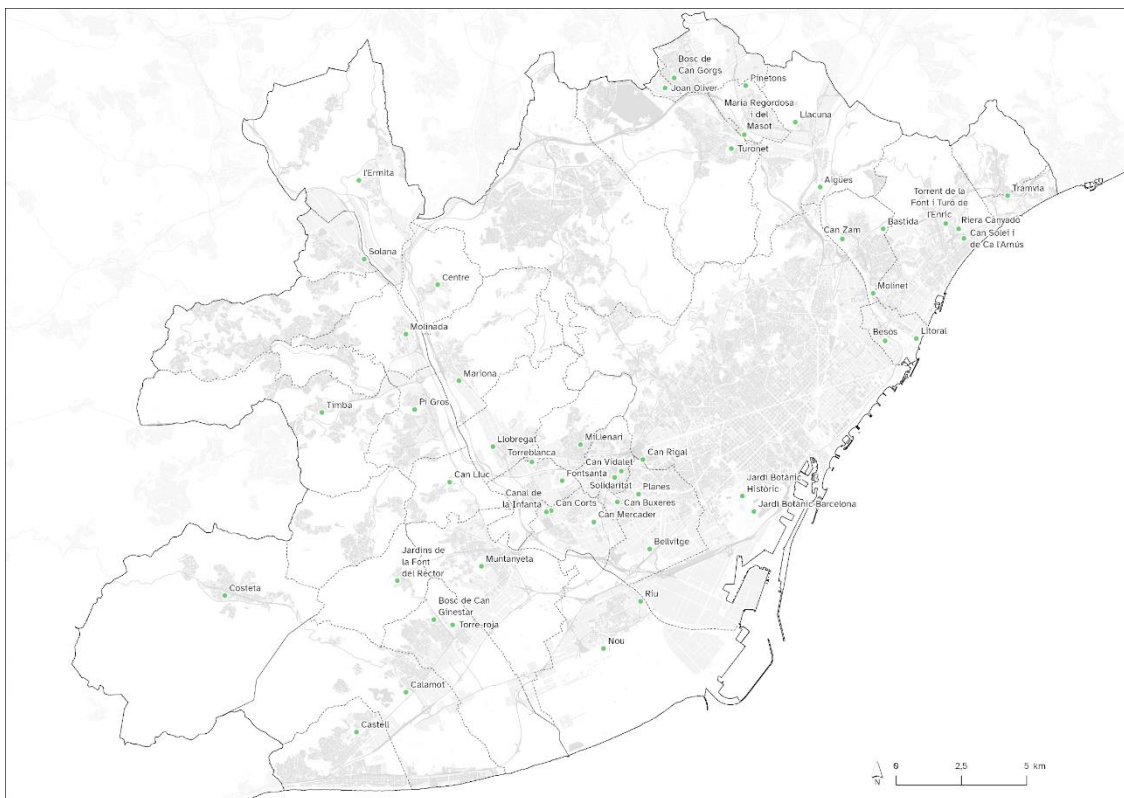 Bosc de
Can Gorgs
Joan Oliver
Pinetons
Maria Regordosa
i del
Masot
Llacuna
Turonet
l'Ermita
Aigües
Tramvia
Torrent de la
Font i Turó de
l'Enric
Bastida
Riera Canyadó
Can Zam
Can Solei i
de Ca l'Arnús
Solana
Centre
Molinet
Molinada
Besòs
Litoral
Mariona
Pi Gros
Timba
Llobregat
Mil·lenari
Torreblanca
Can Rigal
Can Vidalet
Can Lluc
Fontsanta
Solidaritat
Jardí Botànic
Històric
Planes
Canal de
la Infanta
Can Corts
Can Buxeres
Jardí Botànic Barcelona
Can Mercader
Bellvitge
Jardins de
la Font
del Rector
Muntanyeta
Costeta
Riu
Bosc de Can
Ginestar
Torre-roja
Nou
Calamot
Castell
N
0 2,5 5 km